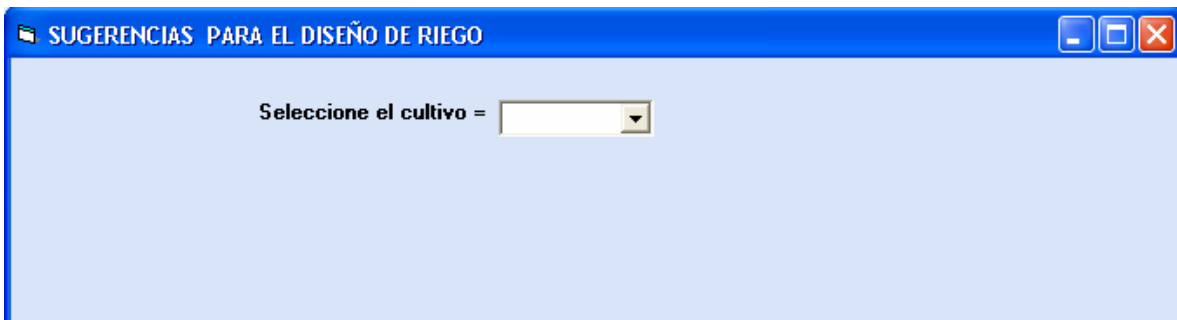 SUGERENCIAS PARA EL DISEÑO DE RIEGO
Seleccione el cultivo =